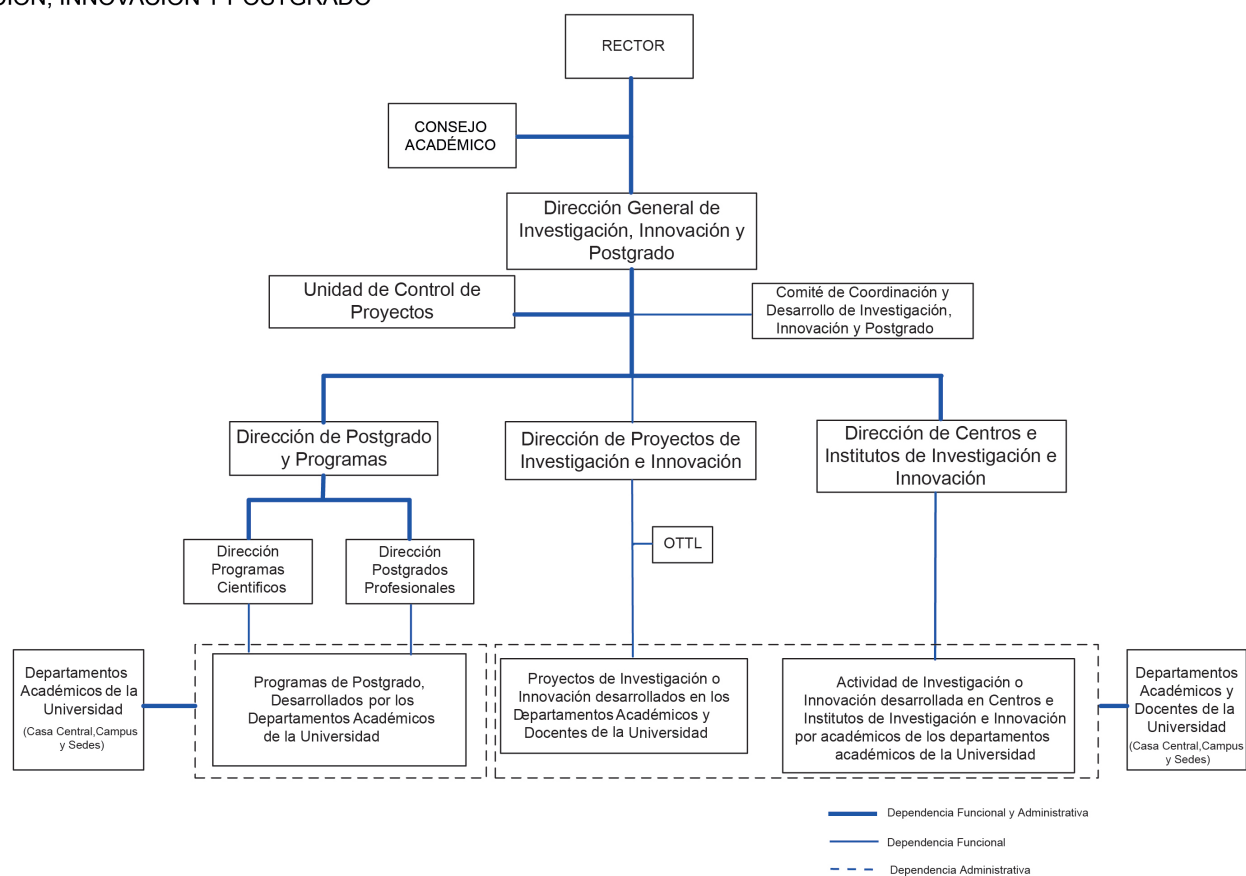 INNOVACIÓN Y POSTGRADO
RECTOR
CONSEJO
ACADÉMICO
Dirección General de
Investigación, Innovación y
Postgrado
Unidad de Control de
Proyectos
Comité de Coordinación y
Desarrollo de Investigación,
Innovación y Postgrado
Dirección de Postgrado
y Programas
Dirección de Proyectos de
Investigación e Innovación
Dirección de Centros e
Institutos de Investigación e
Innovación
Dirección
Programas
Cientificos
Dirección
Postgrados
Profesionales
OTTL
Departamentos
Académicos de la
Universidad
(Casa Central,Campus
y Sedes)
Programas de Postgrado,
Desarrollados por los
Departamentos Académicos
de la Universidad
Proyectos de Investigación o
Innovación desarrollados en los
Departamentos Académicos y
Docentes de la Universidad
Actividad de Investigación o
Innovación desarrollada en Centros e
Institutos de Investigación e Innovación
por académicos de los departamentos
académicos de la Universidad
Departamentos
Académicos y
Docentes de la
Universidad
(Casa Central,Campus
y Sedes)
Dependencia Funcional y Administrativa
Dependencia Funcional
Dependencia Administrativa